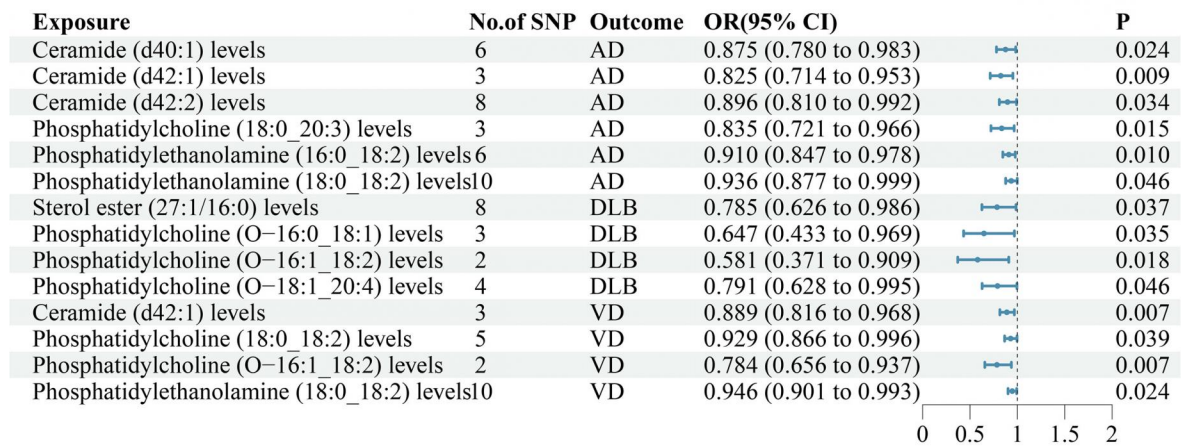 Exposure No.of SNP Outcome OR(95% CI) P
Ceramide (d40:1) levels 6 AD 0.875 (0.780 to 0.983) 0.024
Ceramide (d42:1) levels 3 AD 0.825 (0.714 to 0.953) 0.009
Ceramide (d42:2) levels 8 AD 0.896 (0.810 to 0.992) 0.034
Phosphatidylcholine (18:0_20:3) levels 3 AD 0.835 (0.721 to 0.966) 0.015
Phosphatidylethanolamine (16:0_18:2) levels 6 AD 0.910 (0.847 to 0.978) 0.010
Phosphatidylethanolamine (18:0_18:2) levels10 AD 0.936 (0.877 to 0.999) 0.046
Sterol ester (27:1/16:0) levels 8 DLB 0.785 (0.626 to 0.986) 0.037
Phosphatidylcholine (O−16:0_18:1) levels 3 DLB 0.647 (0.433 to 0.969) 0.035
Phosphatidylcholine (O−16:1_18:2) levels 2 DLB 0.581 (0.371 to 0.909) 0.018
Phosphatidylcholine (O−18:1_20:4) levels 4 DLB 0.791 (0.628 to 0.995) 0.046
Ceramide (d42:1) levels 3 VD 0.889 (0.816 to 0.968) 0.007
Phosphatidylcholine (18:0_18:2) levels 5 VD 0.929 (0.866 to 0.996) 0.039
Phosphatidylcholine (O−16:1_18:2) levels 2 VD 0.784 (0.656 to 0.937) 0.007
Phosphatidylethanolamine (18:0_18:2) levels10 VD 0.946 (0.901 to 0.993) 0.024
0 0.5 1 1.5 2